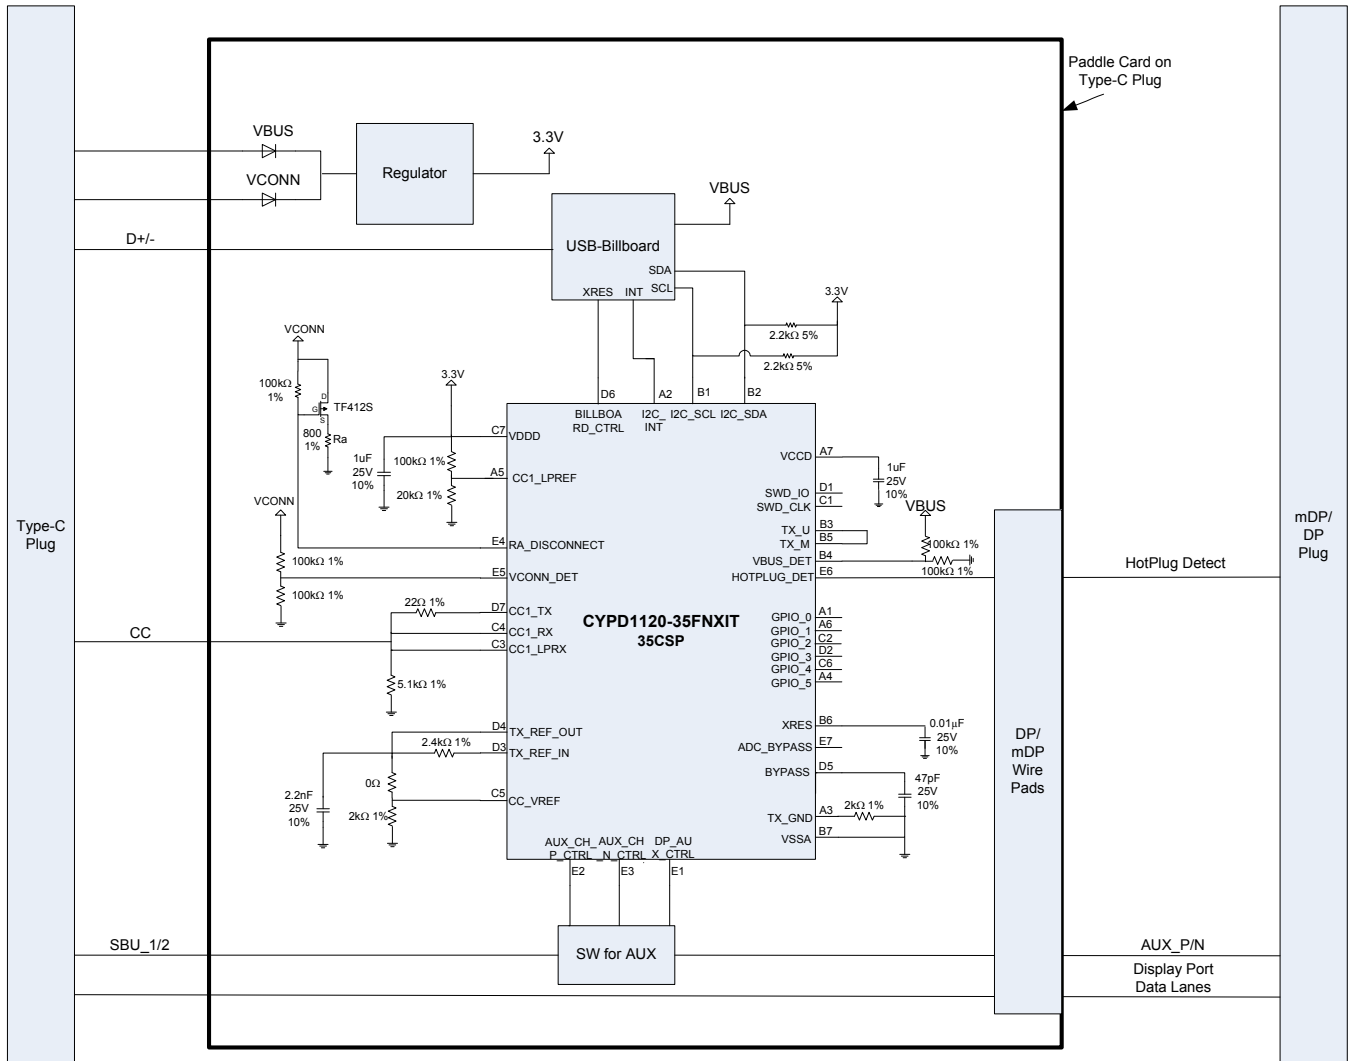 Paddle Card on
Type-C Plug
VBUS
VCONN
Regulator
3.3V
VBUS
D+/-
USB-Billboard
SDA
SCL
XRES INT
3.3V
2.2kΩ 5%
2.2kΩ 5%
VCONN
100kΩ
1%
D
G
S
TF412S
800
1%
Ra
3.3V
1uF
25V
10%
100kΩ 1%
20kΩ 1%
D6
A2
B1
B2
BILLBOA
RD_CTRL
I2C_
INT
I2C_SCL
I2C_SDA
C7
VDDD
A5
CC1_LPREF
VCONN
100kΩ 1%
100kΩ 1%
E4
RA_DISCONNECT
E5
VCONN_DET
22Ω 1%
D7
CC1_TX
C4
CC1_RX
C3
CC1_LPRX
CC
5.1kΩ 1%
D4
TX_REF_OUT
2.4kΩ 1%
D3
TX_REF_IN
0Ω
2.2nF
25V
10%
C5
CC_VREF
2kΩ 1%
CYPD1120-35FNXIT
35CSP
VCCD
A7
1uF
25V
10%
SWD_IO
D1
SWD_CLK
C1
VBUS
TX_U
B3
TX_M
B5
100kΩ 1%
VBUS_DET
B4
100kΩ 1%
HOTPLUG_DET
E6
GPIO_0
A1
GPIO_1
A6
GPIO_2
C2
GPIO_3
D2
GPIO_4
C6
GPIO_5
A4
XRES
B6
0.01µF
25V
10%
ADC_BYPASS
E7
BYPASS
D5
47pF
25V
10%
TX_GND
A3
2kΩ 1%
VSSA
B7
AUX_CH_
P_CTRL
AUX_CH
_N_CTRL
DP_AU
X_CTRL
E2
E3
E1
SW for AUX
SBU_1/2
Type-C
Plug
DP/
mDP
Wire
Pads
HotPlug Detect
AUX_P/N
Display Port
Data Lanes
mDP/
DP
Plug